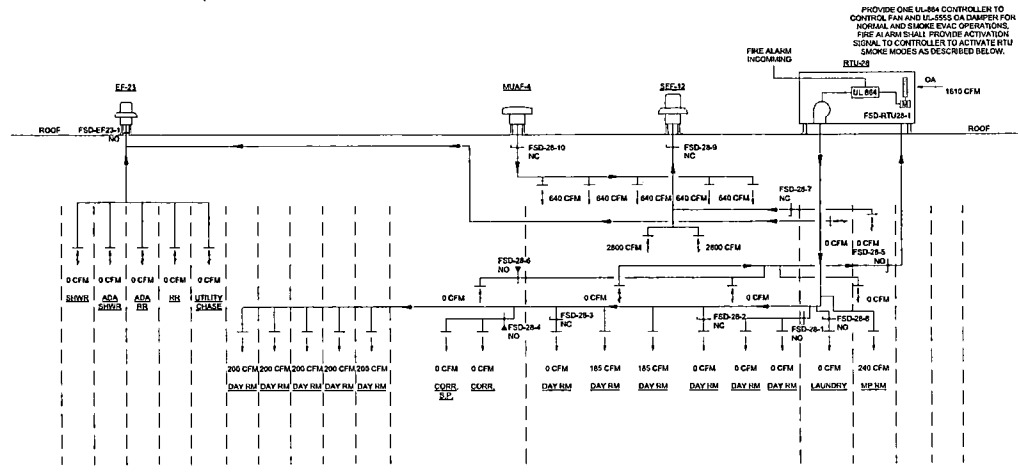 PROVIDE ONE UL-864 CONTROLLER TO
CONTROL FAN AND UL-555S OA DAMPER FOR
NORMAL AND SMOKE EVAC OPERATIONS,
FIRE ALARM SHALL PROVIDE ACTIVATION
SIGNAL TO CONTROLLER TO ACTIVATE RTU
SMOKE MODES AS DESCRIBED BELOW.
FIRE ALARM
INCOMMING
RTU-28
UL 864
M
OA
1610 CFM
FSD-RTU28-1
EF-23
MUAF-4
SEF-12
ROOF
FSD-EF23-1
NO
FSD-28-10
NC
FSD-28-9
NC
ROOF
640 CFM
640 CFM
640 CFM
640 CFM
640 CFM
FSD-28-7
NC
2800 CFM
2800 CFM
0 CFM
0 CFM
FSD-28-5
NO
FSD-28-6
NO
0 CFM
0 CFM
0 CFM
0 CFM
0 CFM
0 CFM
0 CFM
0 CFM
0 CFM
SHWR
ADA
SHWR
ADA
RR
RR
UTILITY
CHASE
FSD-28-4
NO
FSD-28-3
NC
FSD-28-2
NC
FSD-28-1
NO
FSD-28-8
NO
200 CFM
200 CFM
200 CFM
200 CFM
200 CFM
0 CFM
0 CFM
0 CFM
185 CFM
185 CFM
0 CFM
0 CFM
0 CFM
0 CFM
240 CFM
DAY RM
DAY RM
DAY RM
DAY RM
DAY RM
CORR.
S.P.
CORR.
DAY RM
DAY RM
DAY RM
DAY RM
DAY RM
DAY RM
LAUNDRY
MP RM